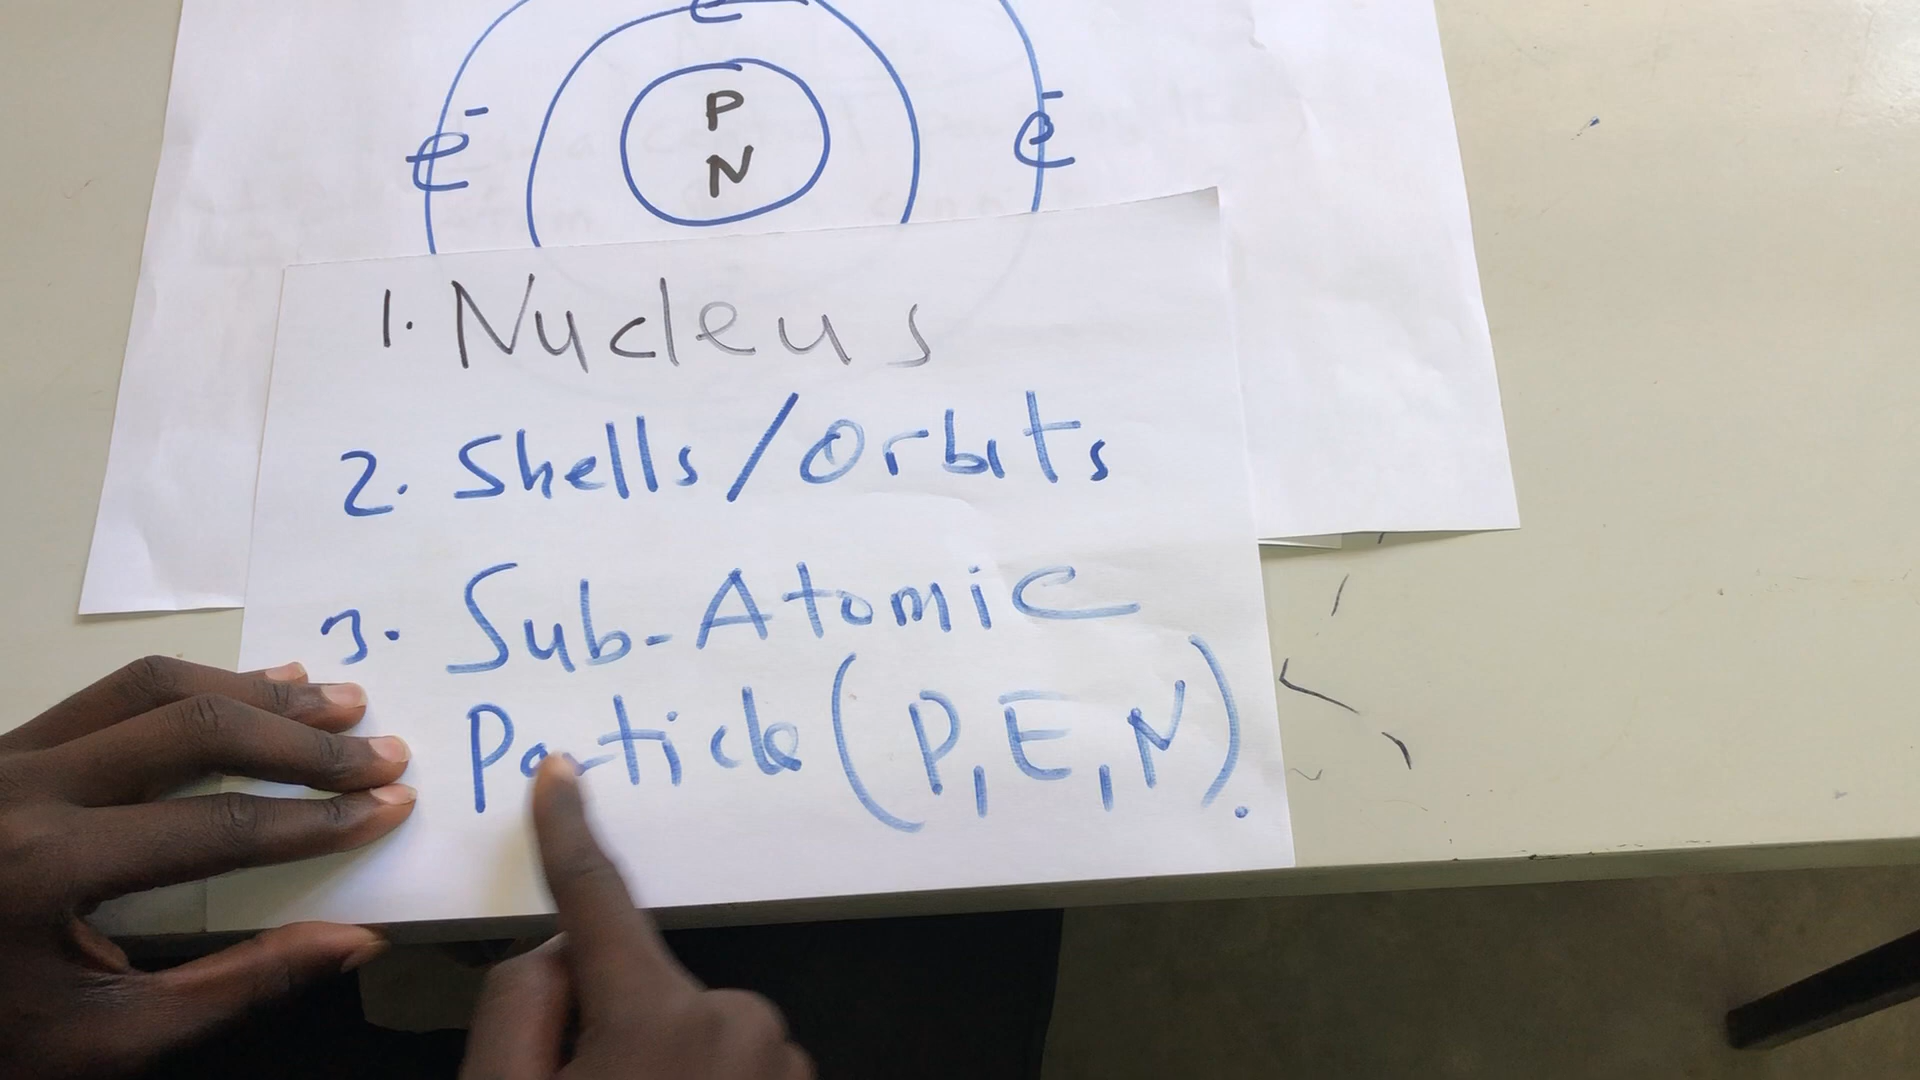 e
e-
P
e-
N
1. Nucleus
2. Shells/Orbits
3. Sub-Atomic
Particle (P, E, N).